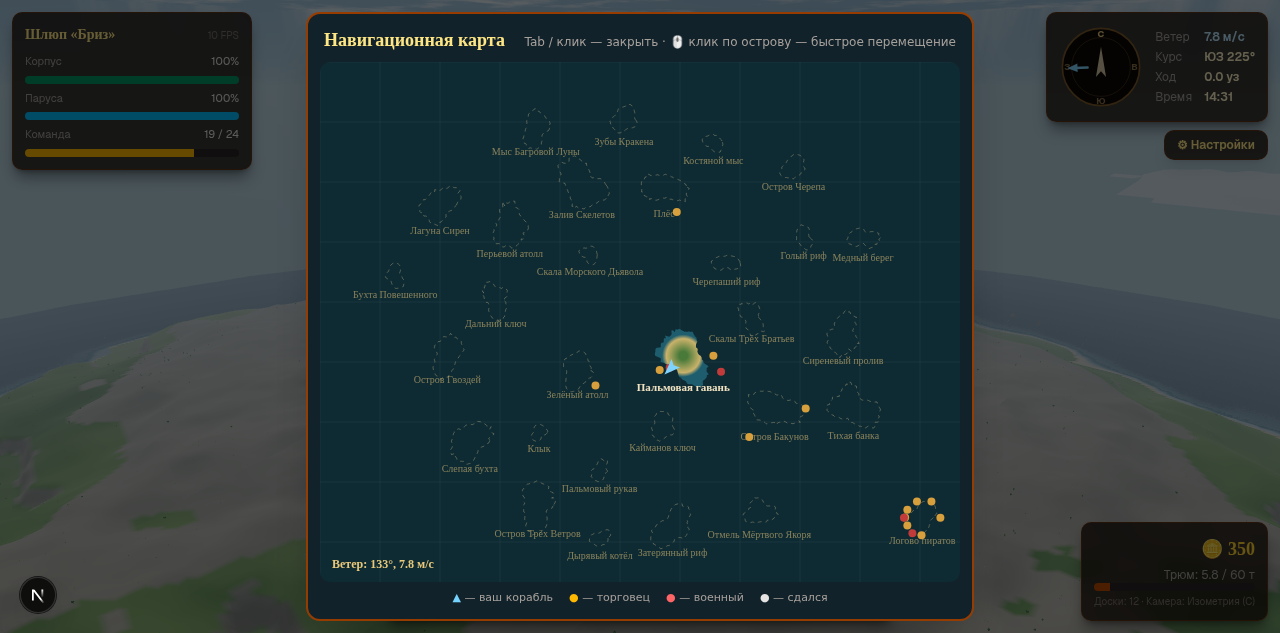 Шлюп «Бриз»
10 FPS
Корпус 100%
Паруса 100%
Команда 19 / 24
Навигационная карта
Tab / клик — закрыть · клик по острову — быстрое перемещение
С
З
В
Ю
Ветер 7.8 м/с
Курс ЮЗ 225°
Ход 0.0 уз
Время 14:31
⚙ Настройки
Мыс Багровой Луны
Зубы Кракена
Костяной мыс
Остров Черепа
Залив Скелетов
Лагуна Сирен
Перьевой атолл
Скала Морского Дьявола
Голый риф
Медный берег
Черепаший риф
Бухта Повешенного
Дальний ключ
Скалы Трёх Братьев
Сиреневый пролив
Остров Гвоздей
Зелёный атолл
Пальмовая гавань
Остров Бакунов
Тихая банка
Кайманов ключ
Клык
Слепая бухта
Пальмовый рукав
Остров Трёх Ветров
Отмель Мёртвого Якоря
Логово пиратов
Дырявый котёл
Затерянный риф
Ветер: 133°, 7.8 м/с
— ваш корабль
— торговец
— военный
— сдался
350
Трюм: 5.8 / 60 т
Доски: 12 · Камера: Изометрия (C)
N